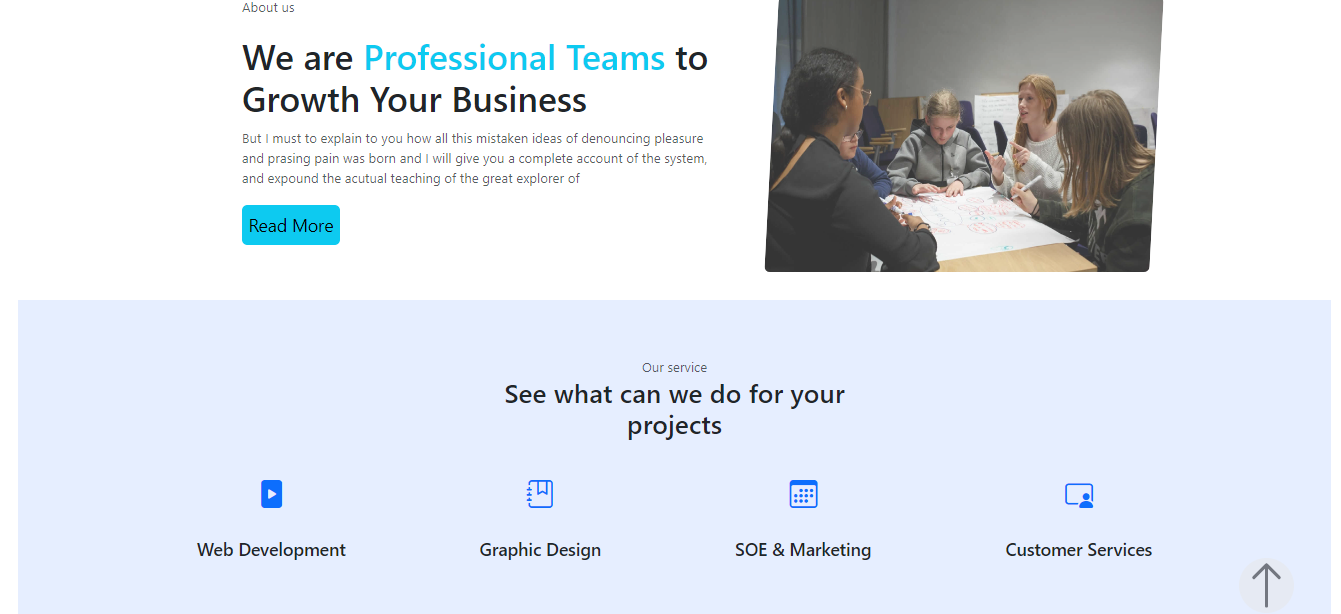 About us
We are Professional Teams to
Growth Your Business
But I must to explain to you how all this mistaken ideas of denouncing pleasure
and prasing pain was born and I will give you a complete account of the system,
and expound the acutual teaching of the great explorer of
Read More
Our service
See what can we do for your
projects
Web Development
Graphic Design
SOE & Marketing
Customer Services